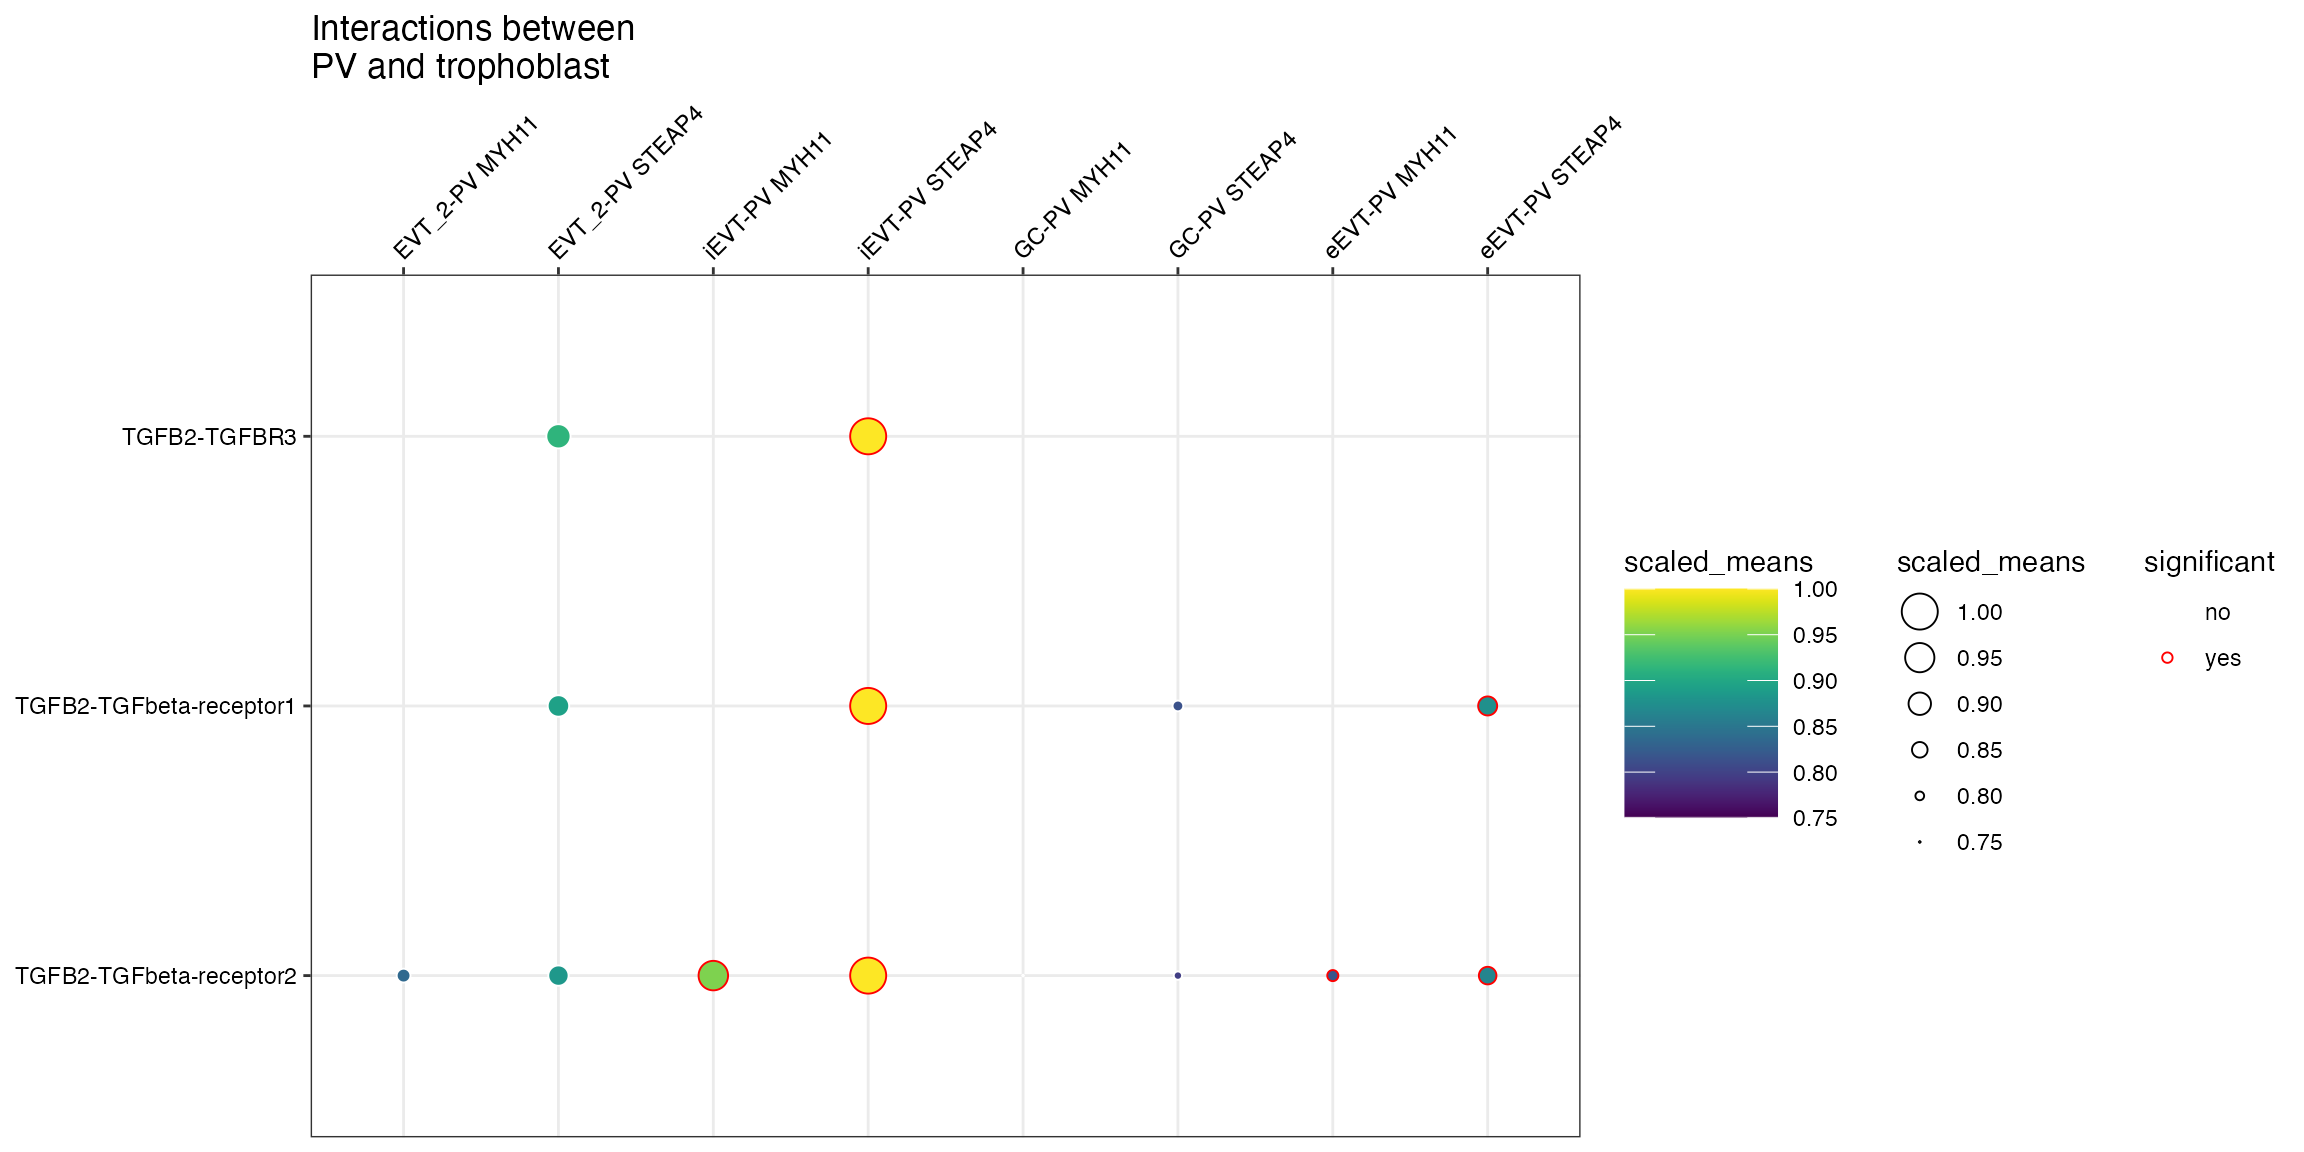 Interactions between
PV and trophoblast
EVT_2-PV MYH11
EVT_2-PV STEAP4
iEVT-PV MYH11
iEVT-PV STEAP4
GC-PV MYH11
GC-PV STEAP4
eEVT-PV MYH11
eEVT-PV STEAP4
TGFB2-TGFBR3
TGFB2-TGFbeta-receptor1
TGFB2-TGFbeta-receptor2
scaled_means
1.00
0.95
0.90
0.85
0.80
0.75
scaled_means
1.00
0.95
0.90
0.85
0.80
0.75
significant
no
yes